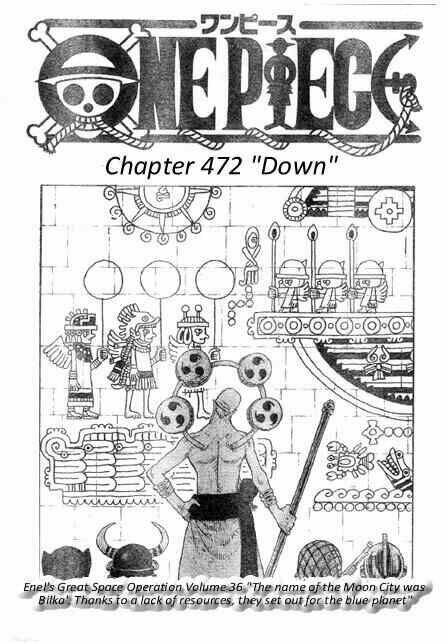 ワンピース
ONE PIECE
Chapter 472 "Down"
Enel's Great Space Operation Volume 36 "The name of the Moon City was
Bilka". Thanks to a lack of resources, they set out for the blue planet"